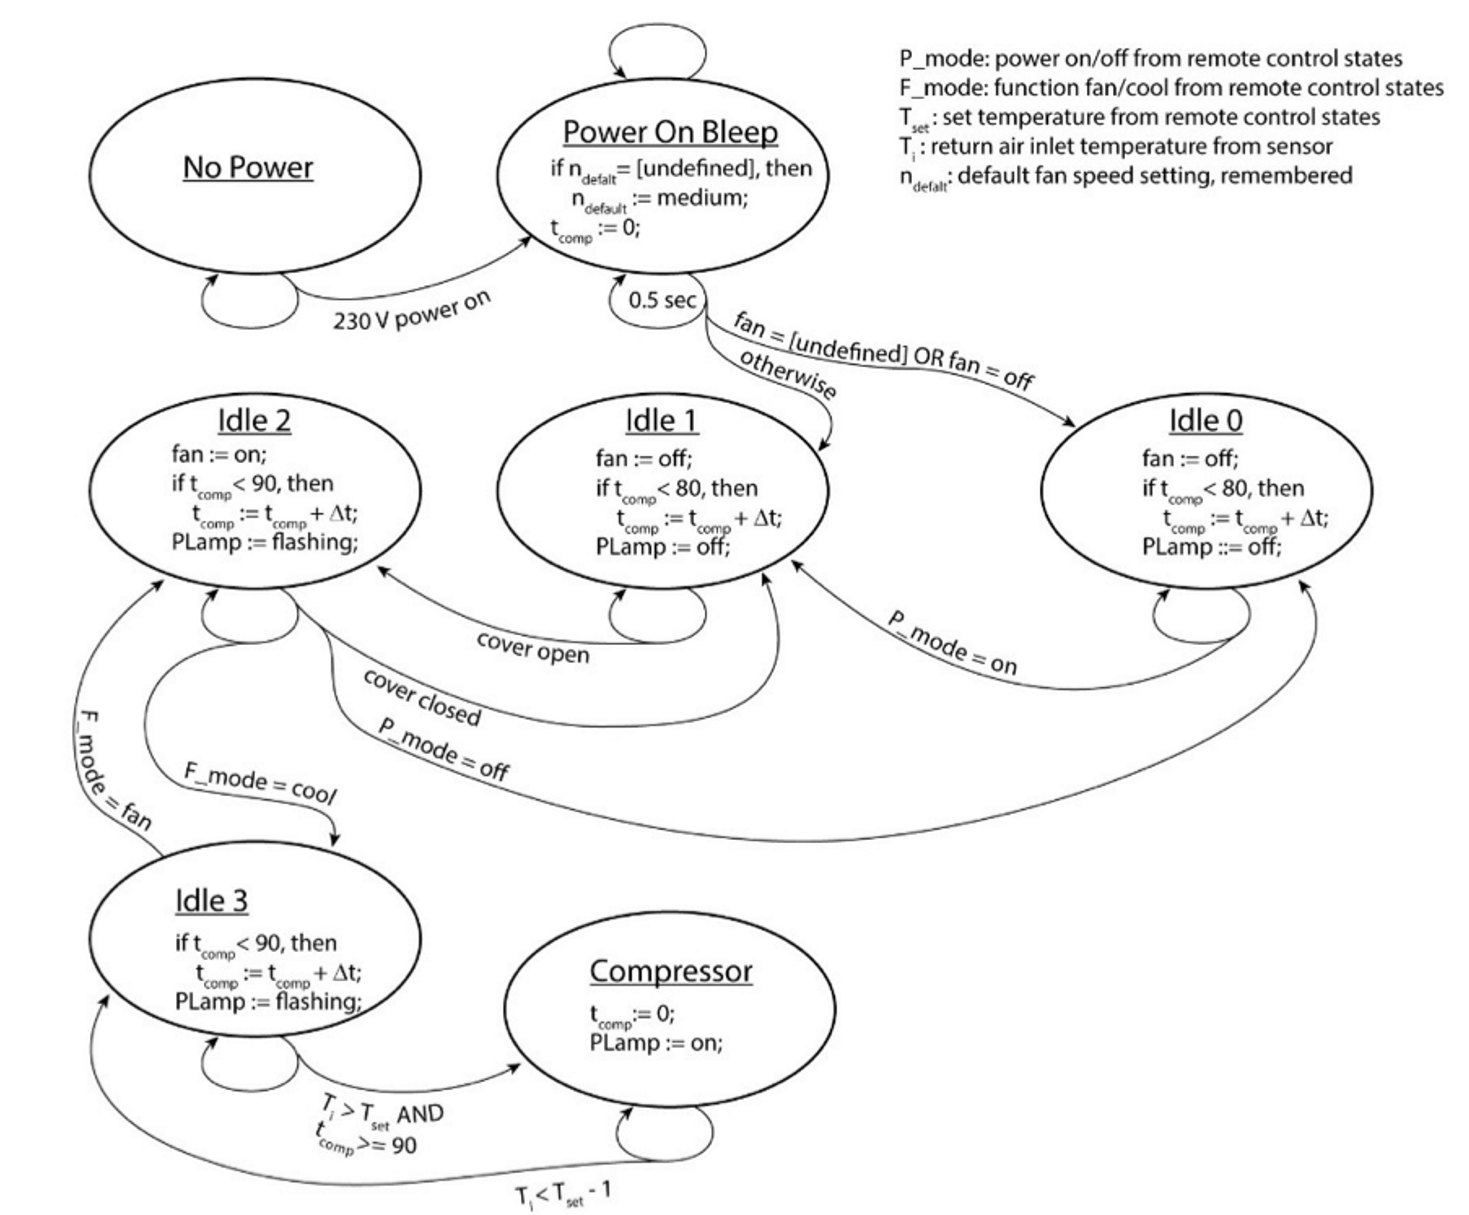 P_mode: power on/off from remote control states
F_mode: function fan/cool from remote control states
Tset : set temperature from remote control states
Ti : return air inlet temperature from sensor
ndefalt: default fan speed setting, remembered
No Power
Power On Bleep
if ndefalt= [undefined], then
ndefault := medium;
tcomp := 0;
230 V power on
0.5 sec
fan = [undefined] OR fan = off
otherwise
Idle 2
fan := on;
if tcomp< 90, then
tcomp := tcomp + Δt;
PLamp := flashing;
Idle 1
fan := off;
if tcomp< 80, then
tcomp := tcomp + Δt;
PLamp := off;
Idle 0
fan := off;
if tcomp< 80, then
tcomp := tcomp + Δt;
PLamp ::= off;
cover open
P_mode = on
cover closed
P_mode = off
F_mode = fan
F_mode = cool
Idle 3
if tcomp< 90, then
tcomp := tcomp + Δt;
PLamp := flashing;
Compressor
tcomp:= 0;
PLamp := on;
Ti > Tset AND
tcomp>= 90
Ti < Tset - 1